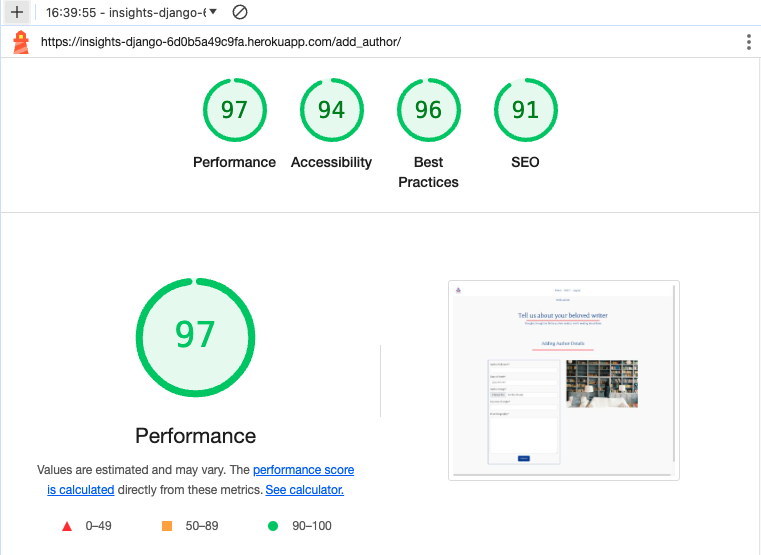 16:39:55 - insights-django-6
https://insights-django-6d0b5a49c9fa.herokuapp.com/add_author/
97 94 96 91
Performance Accessibility Best Practices SEO
97
Performance
Values are estimated and may vary. The performance score
is calculated directly from these metrics. See calculator.
0–49 50–89 90–100
Tell us about your beloved writer
Adding Author Details